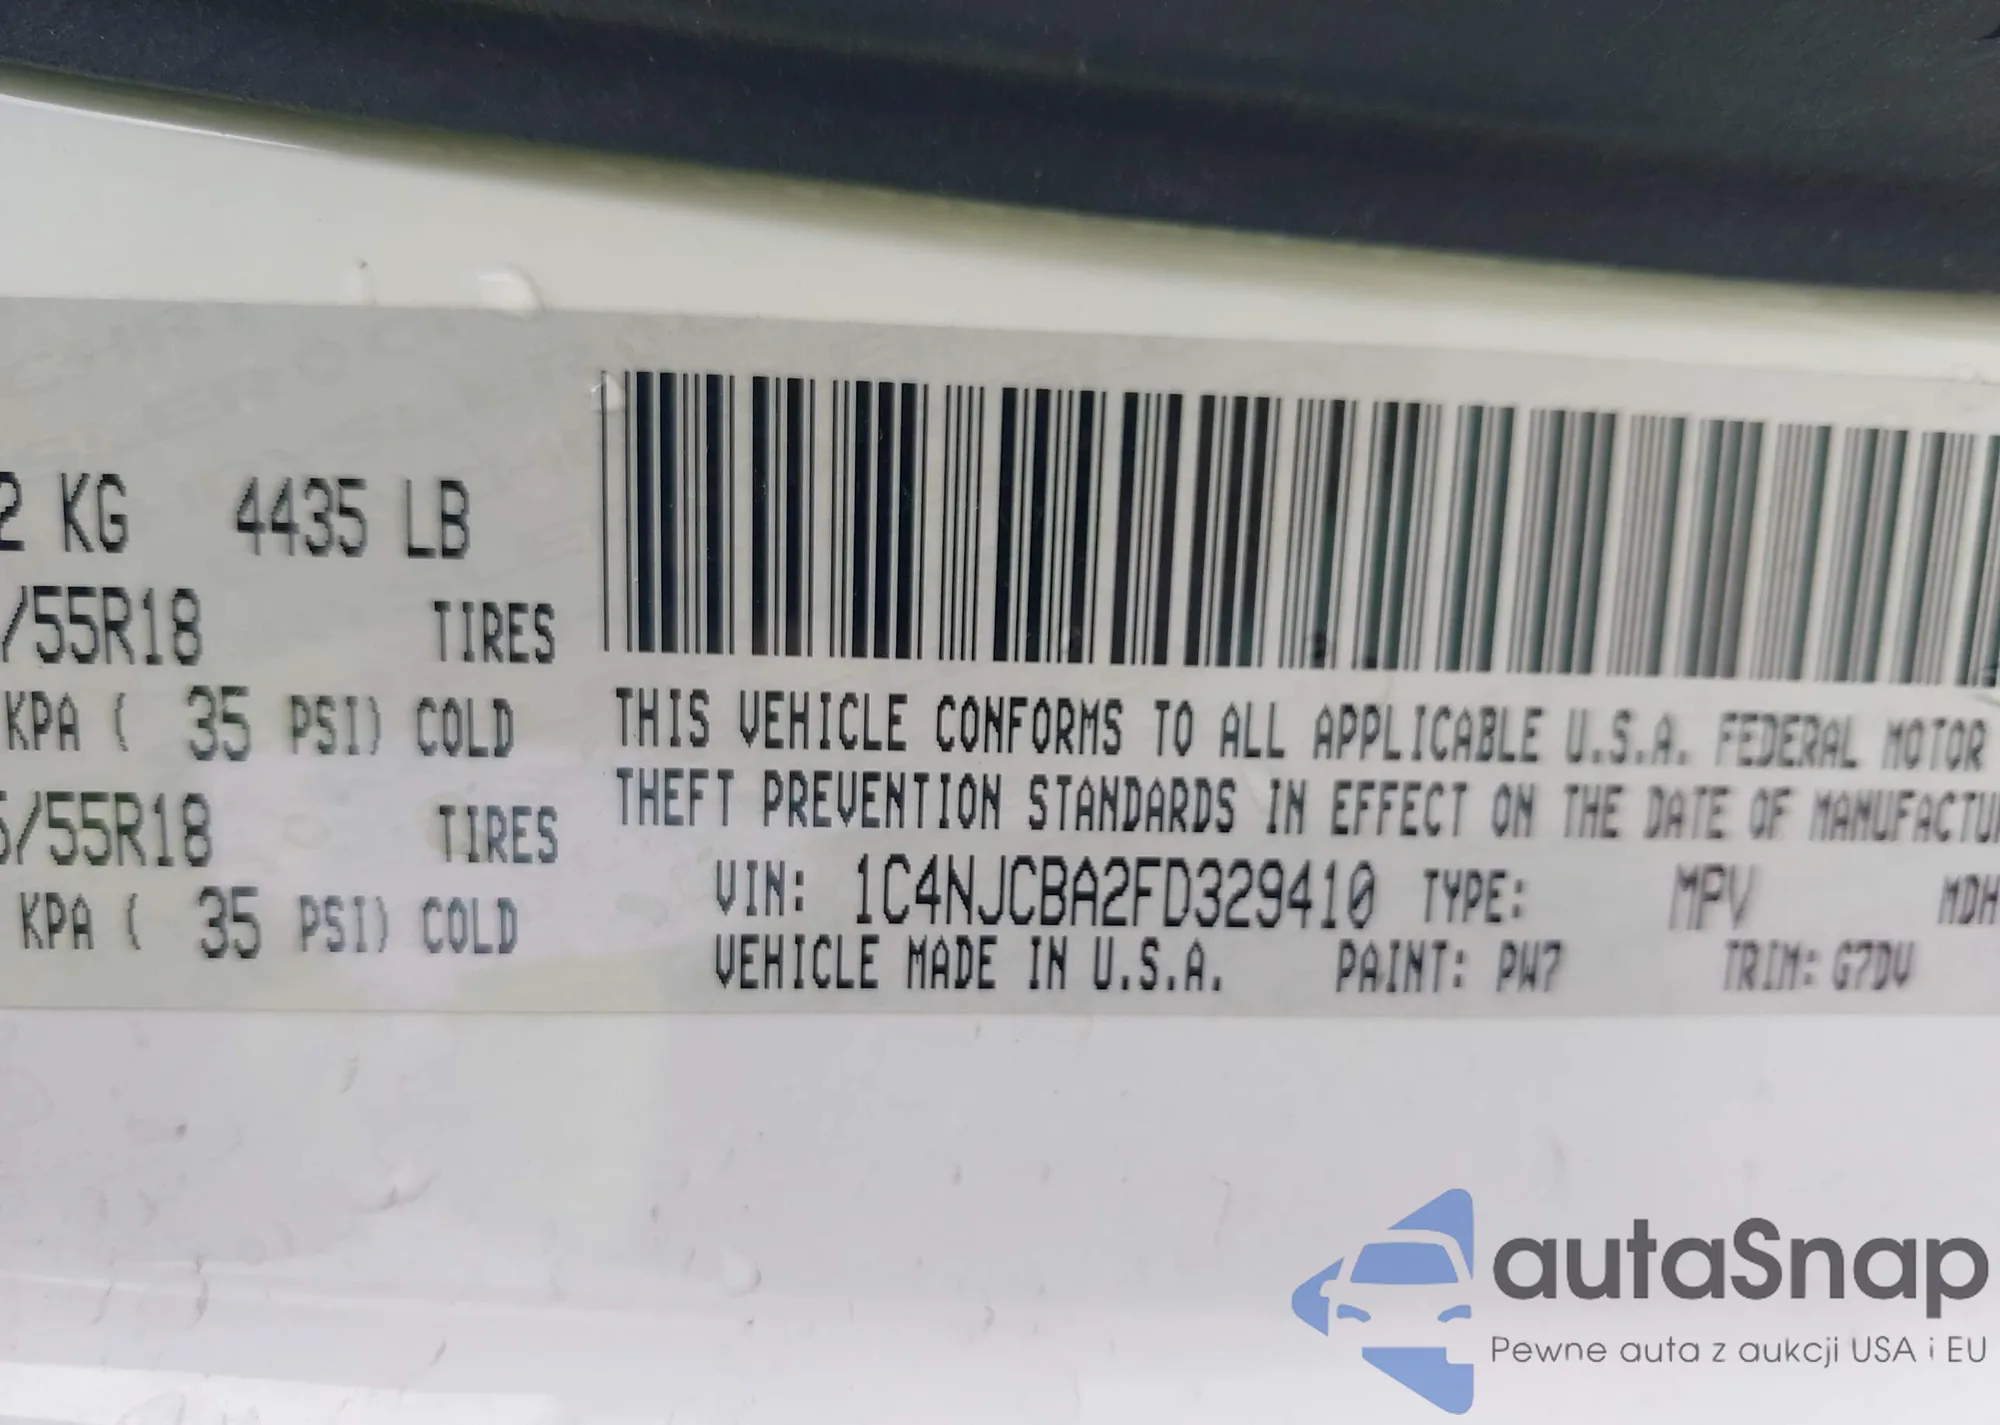 2 KG 4435 LB
/55R18 TIRES
KPA ( 35 PSI) COLD
5/55R18 TIRES
KPA ( 35 PSI) COLD
THIS VEHICLE CONFORMS TO ALL APPLICABLE U.S.A. FEDERAL MOTOR
THEFT PREVENTION STANDARDS IN EFFECT ON THE DATE OF MANUFACTU
VIN: 1C4NJCBA2FD329410 TYPE: MPV MDH
VEHICLE MADE IN U.S.A. PAINT: PW7 TRIM: G7DV
autaSnap
Pewne auta z aukcji USA i EU